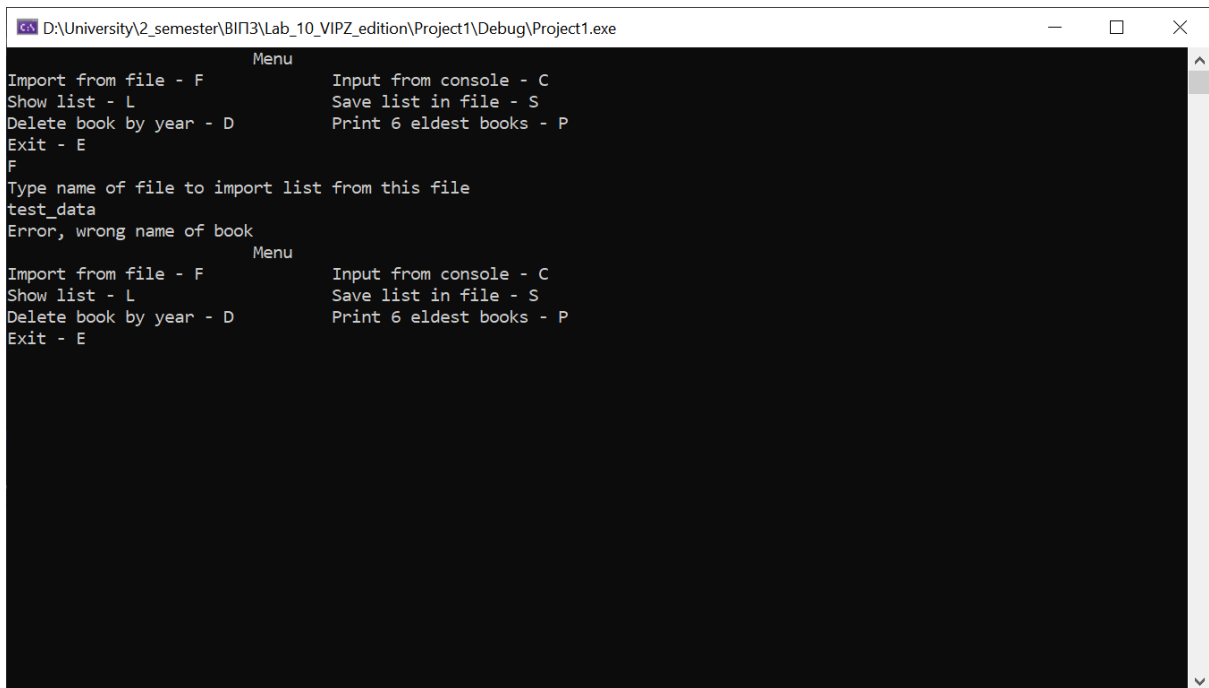 D:\University\2_semester\ВІПЗ\Lab_10_VIPZ_edition\Project1\Debug\Project1.exe
Menu
Import from file - F Input from console - C
Show list - L Save list in file - S
Delete book by year - D Print 6 eldest books - P
Exit - E
F
Type name of file to import list from this file
test_data
Error, wrong name of book
Menu
Import from file - F Input from console - C
Show list - L Save list in file - S
Delete book by year - D Print 6 eldest books - P
Exit - E